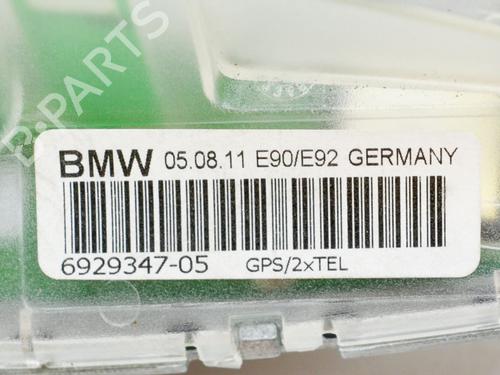 B-PARTS
BMW 05.08.11 E90/E92 GERMANY
6929347-05 GPS/2xTEL